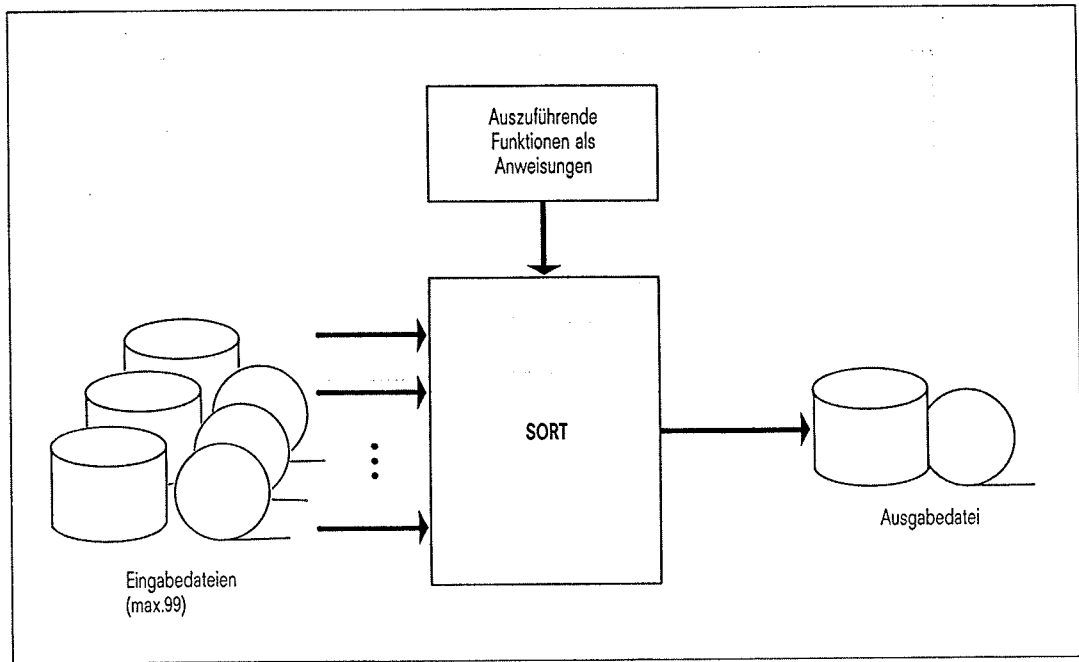 Auszuführende
Funktionen als
Anweisungen
SORT
Eingabedateien
(max.99)
Ausgabedatei